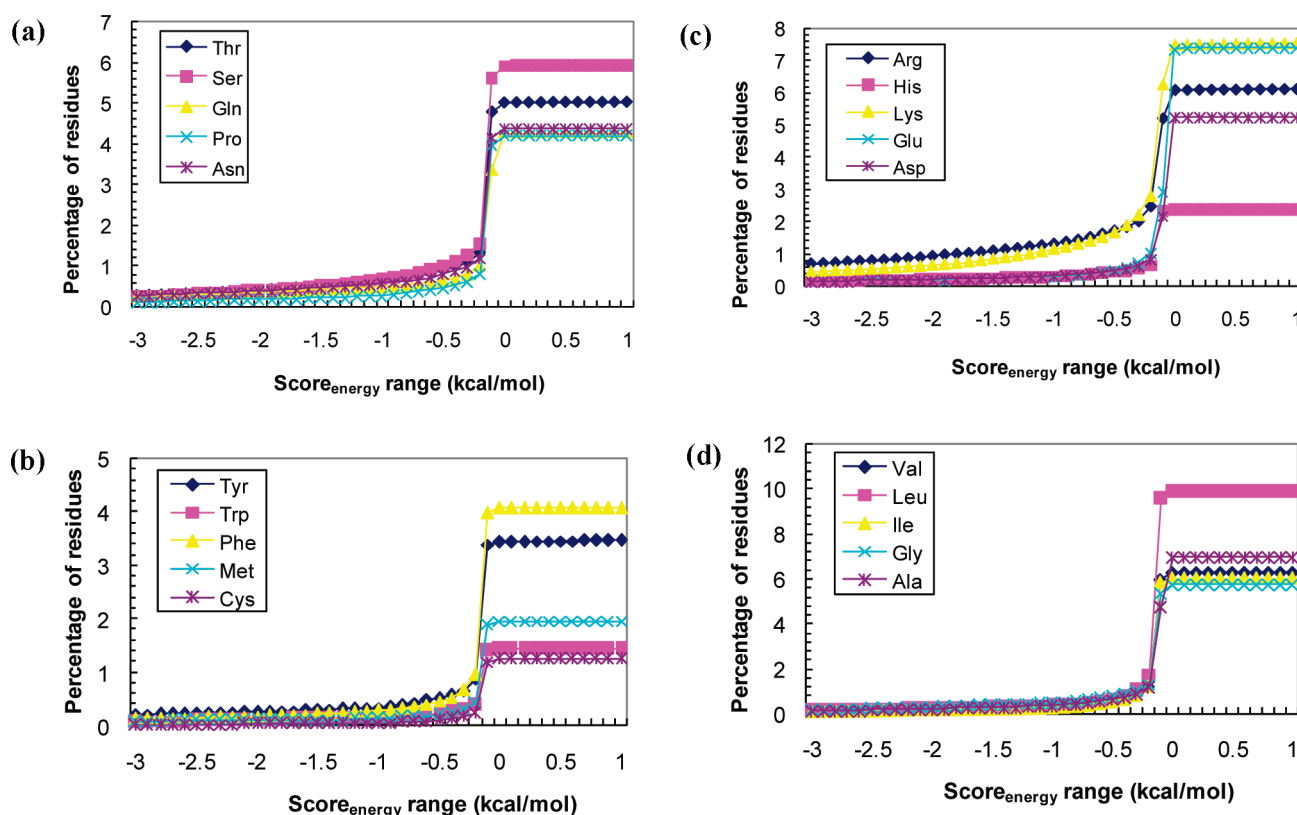 (a)
Percentage of residues
7
6
5
4
3
2
1
0
Thr
Ser
Gln
Pro
Asn
-3 -2.5 -2 -1.5 -1 -0.5 0 0.5 1
Scoreenergy range (kcal/mol)
(c)
Percentage of residues
8
7
6
5
4
3
2
1
0
Arg
His
Lys
Glu
Asp
-3 -2.5 -2 -1.5 -1 -0.5 0 0.5 1
Scoreenergy range (kcal/mol)
(b)
Percentage of residues
5
4
3
2
1
0
Tyr
Trp
Phe
Met
Cys
-3 -2.5 -2 -1.5 -1 -0.5 0 0.5 1
Scoreenergy range (kcal/mol)
(d)
Percentage of residues
12
10
8
6
4
2
0
Val
Leu
Ile
Gly
Ala
-3 -2.5 -2 -1.5 -1 -0.5 0 0.5 1
Scoreenergy range (kcal/mol)